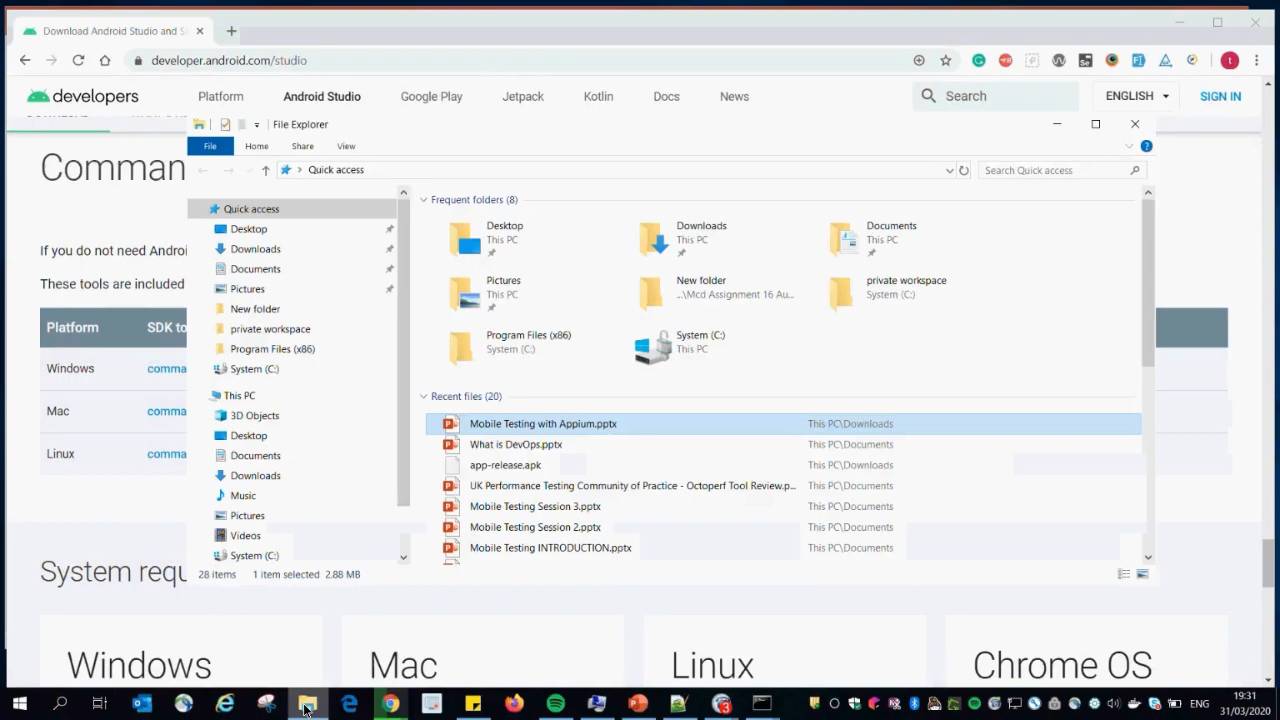 Download Android Studio and S
developer.android.com/studio
t
developers
Platform
Android Studio
Google Play
Jetpack
Kotlin
Docs
News
Search
ENGLISH
SIGN IN
File Explorer
File
Home
Share
View
Comman
Quick access
Search Quick access
If you do not need Androi
These tools are included
Platform
SDK to
Windows
comma
Mac
comma
Linux
comma
Quick access
Desktop
Downloads
Documents
Pictures
New folder
private workspace
Program Files (x86)
System (C:)
This PC
3D Objects
Desktop
Documents
Downloads
Music
Pictures
Videos
System (C:)
Frequent folders (8)
Desktop
This PC
Downloads
This PC
Documents
This PC
Pictures
This PC
New folder
...\Mcd Assignment 16 Au...
private workspace
System (C:)
Program Files (x86)
System (C:)
System (C:)
This PC
Recent files (20)
Mobile Testing with Appium.pptx This PC\Downloads
What is DevOps.pptx This PC\Documents
app-release.apk This PC\Downloads
UK Performance Testing Community of Practice - Octoperf Tool Review.p... This PC\Documents
Mobile Testing Session 3.pptx This PC\Documents
Mobile Testing Session 2.pptx This PC\Documents
Mobile Testing INTRODUCTION.pptx This PC\Documents
28 items 1 item selected 2.88 MB
System requ
Windows
Mac
Linux
Chrome OS
ENG
19:31
31/03/2020